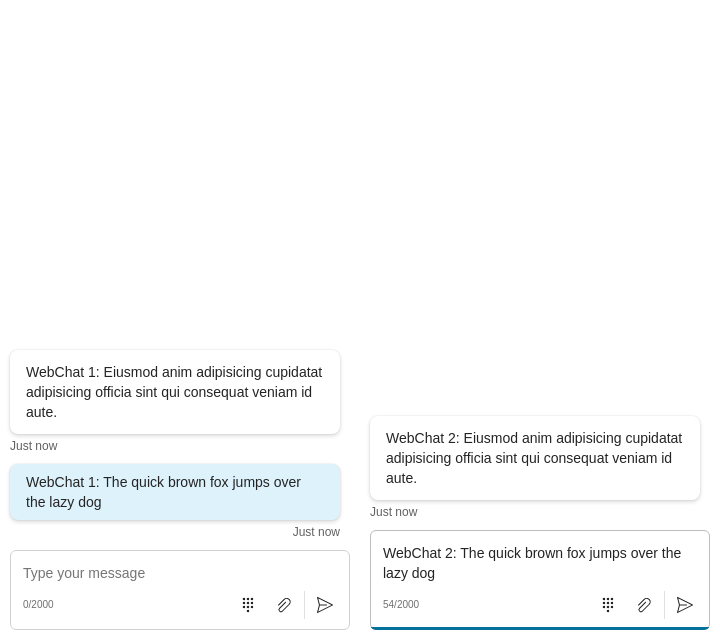 WebChat 1: Eiusmod anim adipisicing cupidatat
adipisicing officia sint qui consequat veniam id
aute.
Just now
WebChat 1: The quick brown fox jumps over
the lazy dog
Just now
Type your message
0/2000
WebChat 2: Eiusmod anim adipisicing cupidatat
adipisicing officia sint qui consequat veniam id
aute.
Just now
WebChat 2: The quick brown fox jumps over the
lazy dog
54/2000